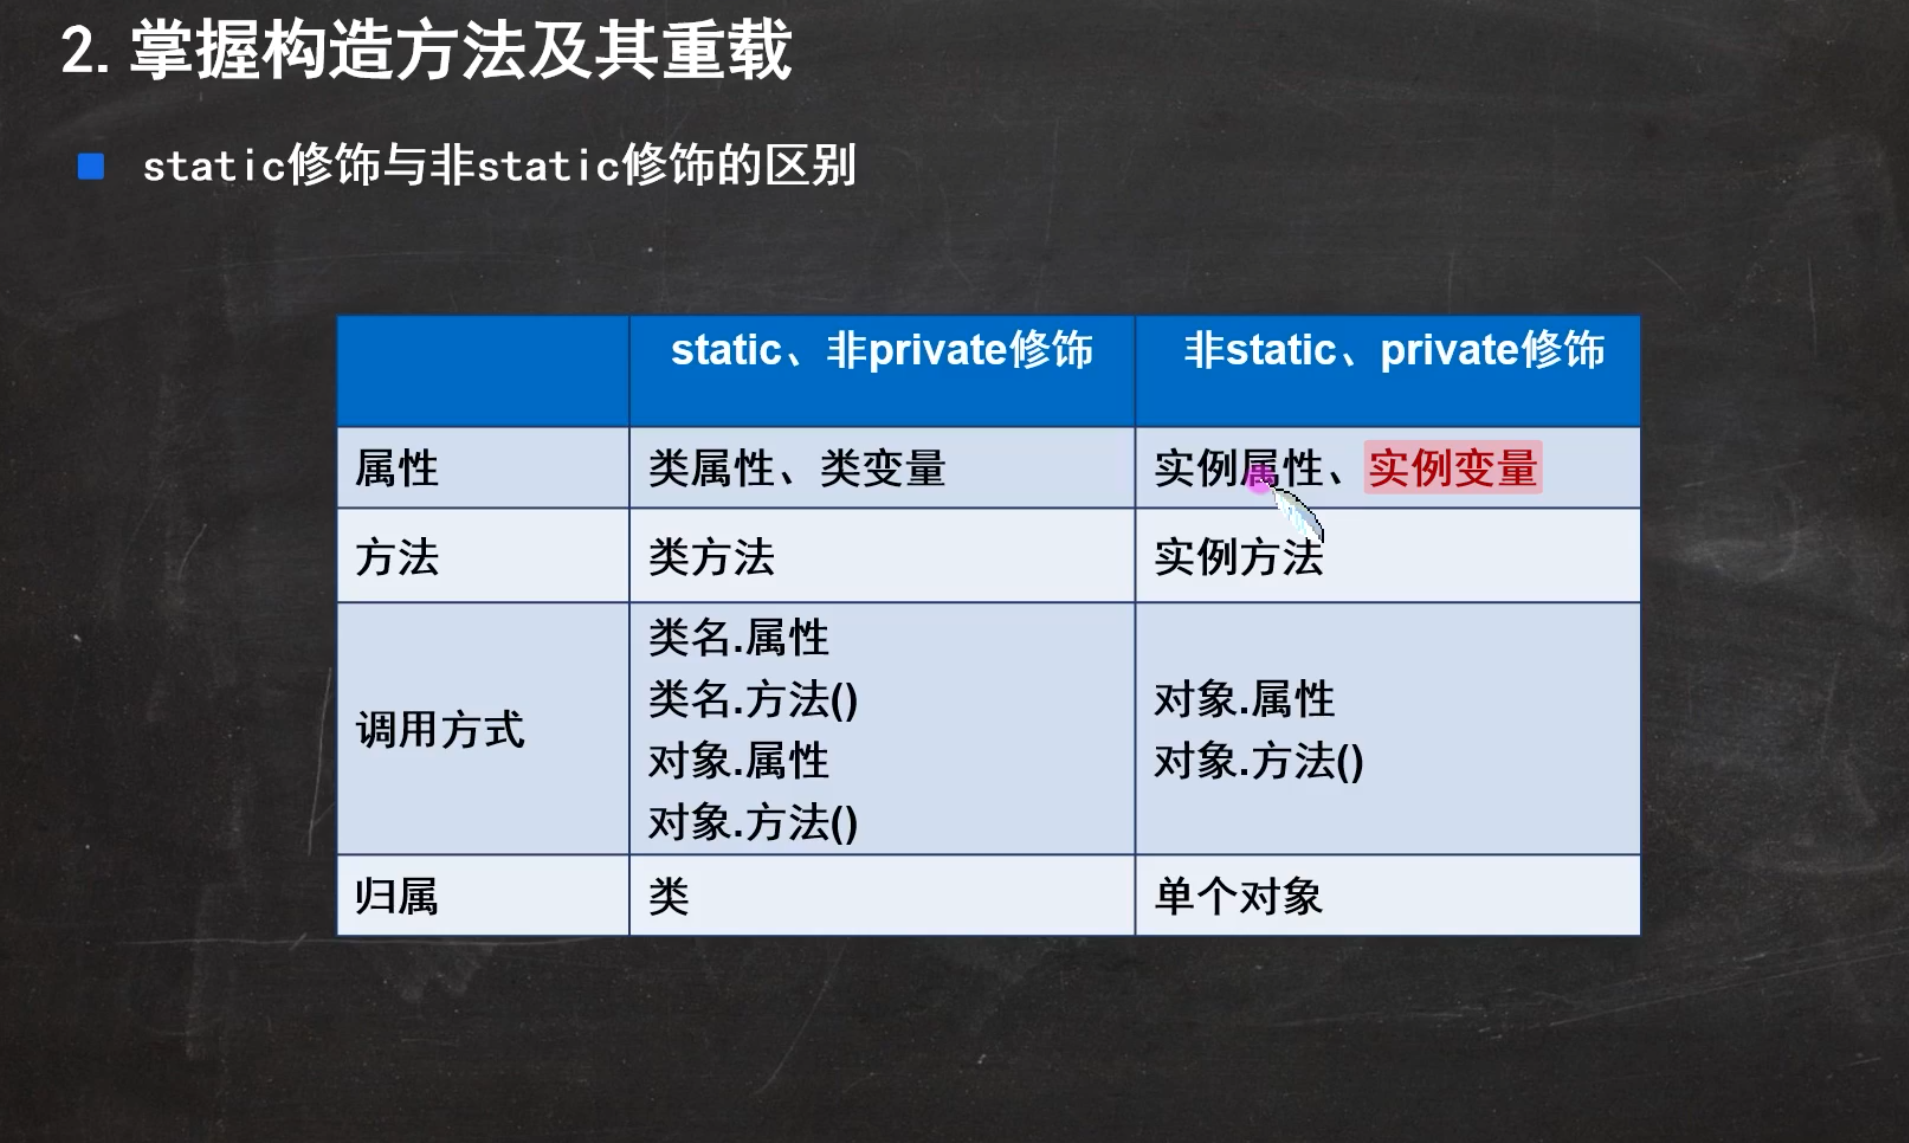 2. 掌握构造方法及其重载
static修饰与非static修饰的区别
static、非private修饰
非static、private修饰
属性
类属性、类变量
实例属性、实例变量
方法
类方法
实例方法
调用方式
类名.属性
类名.方法()
对象.属性
对象.方法()
对象.属性
对象.方法()
归属
类
单个对象